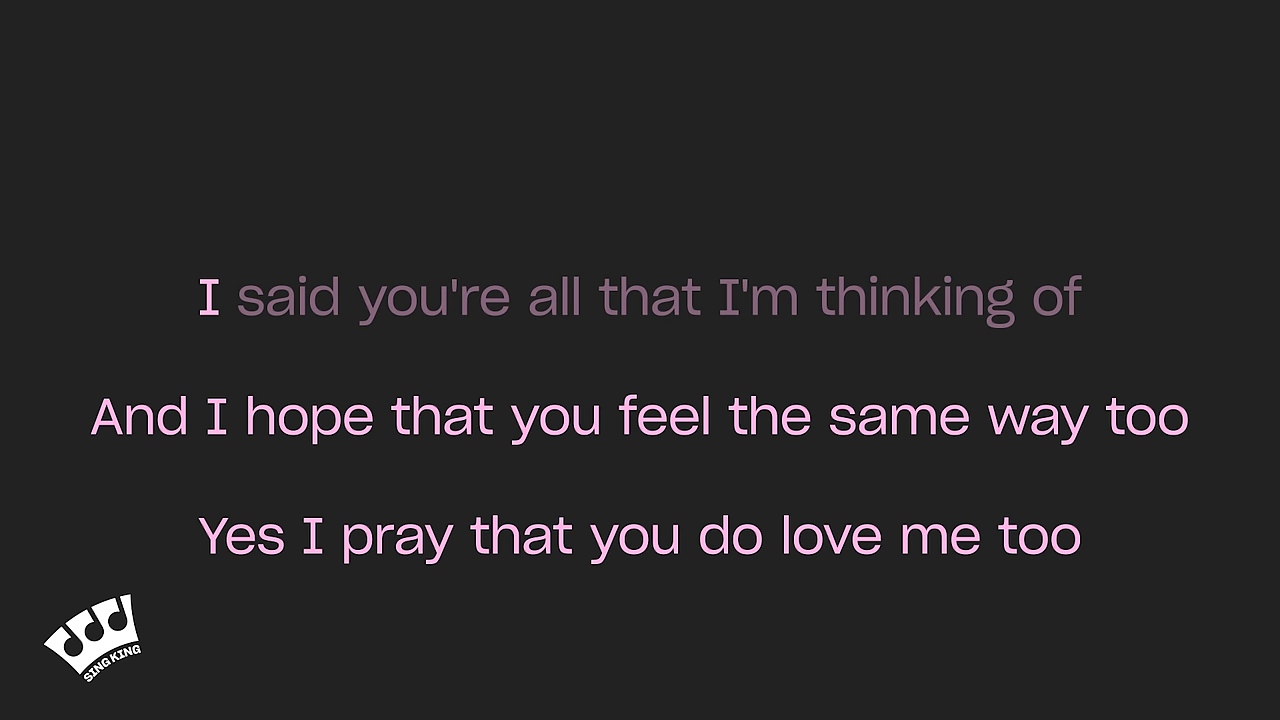 I said you're all that I'm thinking of
And I hope that you feel the same way too
Yes I pray that you do love me too
SING KING